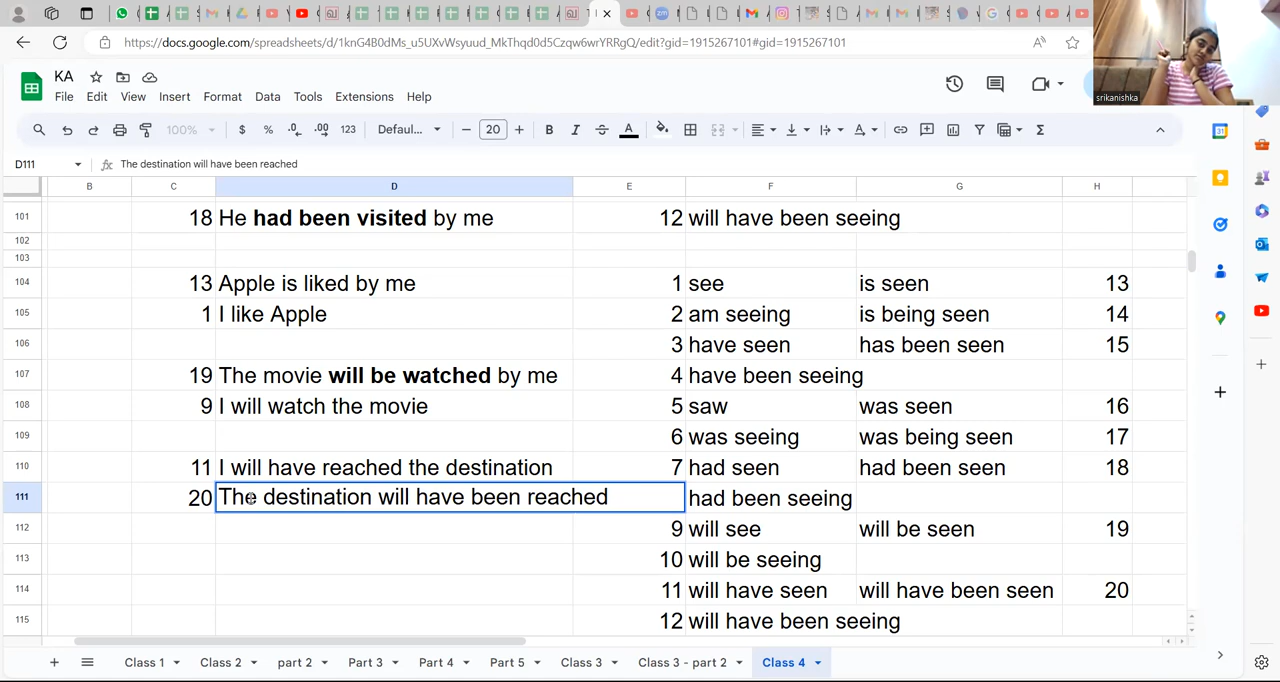 https://docs.google.com/spreadsheets/d/1knG4B0dMs_u5UXvWsyuud_MkThqd0d5Czqw6wrYRRgQ/edit?gid=1915267101#gid=1915267101
srikanishka
KA
File Edit View Insert Format Data Tools Extensions Help
100% $ % .0 .00 123 Defaul... 20 B I A
D111 The destination will have been reached
B C D E F G H
101 18 He had been visited by me 12 will have been seeing
102
103
104 13 Apple is liked by me 1 see is seen 13
105 1 I like Apple 2 am seeing is being seen 14
106 3 have seen has been seen 15
107 19 The movie will be watched by me 4 have been seeing
108 9 I will watch the movie 5 saw was seen 16
109 6 was seeing was being seen 17
110 11 I will have reached the destination 7 had seen had been seen 18
111 20 The destination will have been reached had been seeing
112 9 will see will be seen 19
113 10 will be seeing
114 11 will have seen will have been seen 20
115 12 will have been seeing
Class 1 Class 2 part 2 Part 3 Part 4 Part 5 Class 3 Class 3 - part 2 Class 4